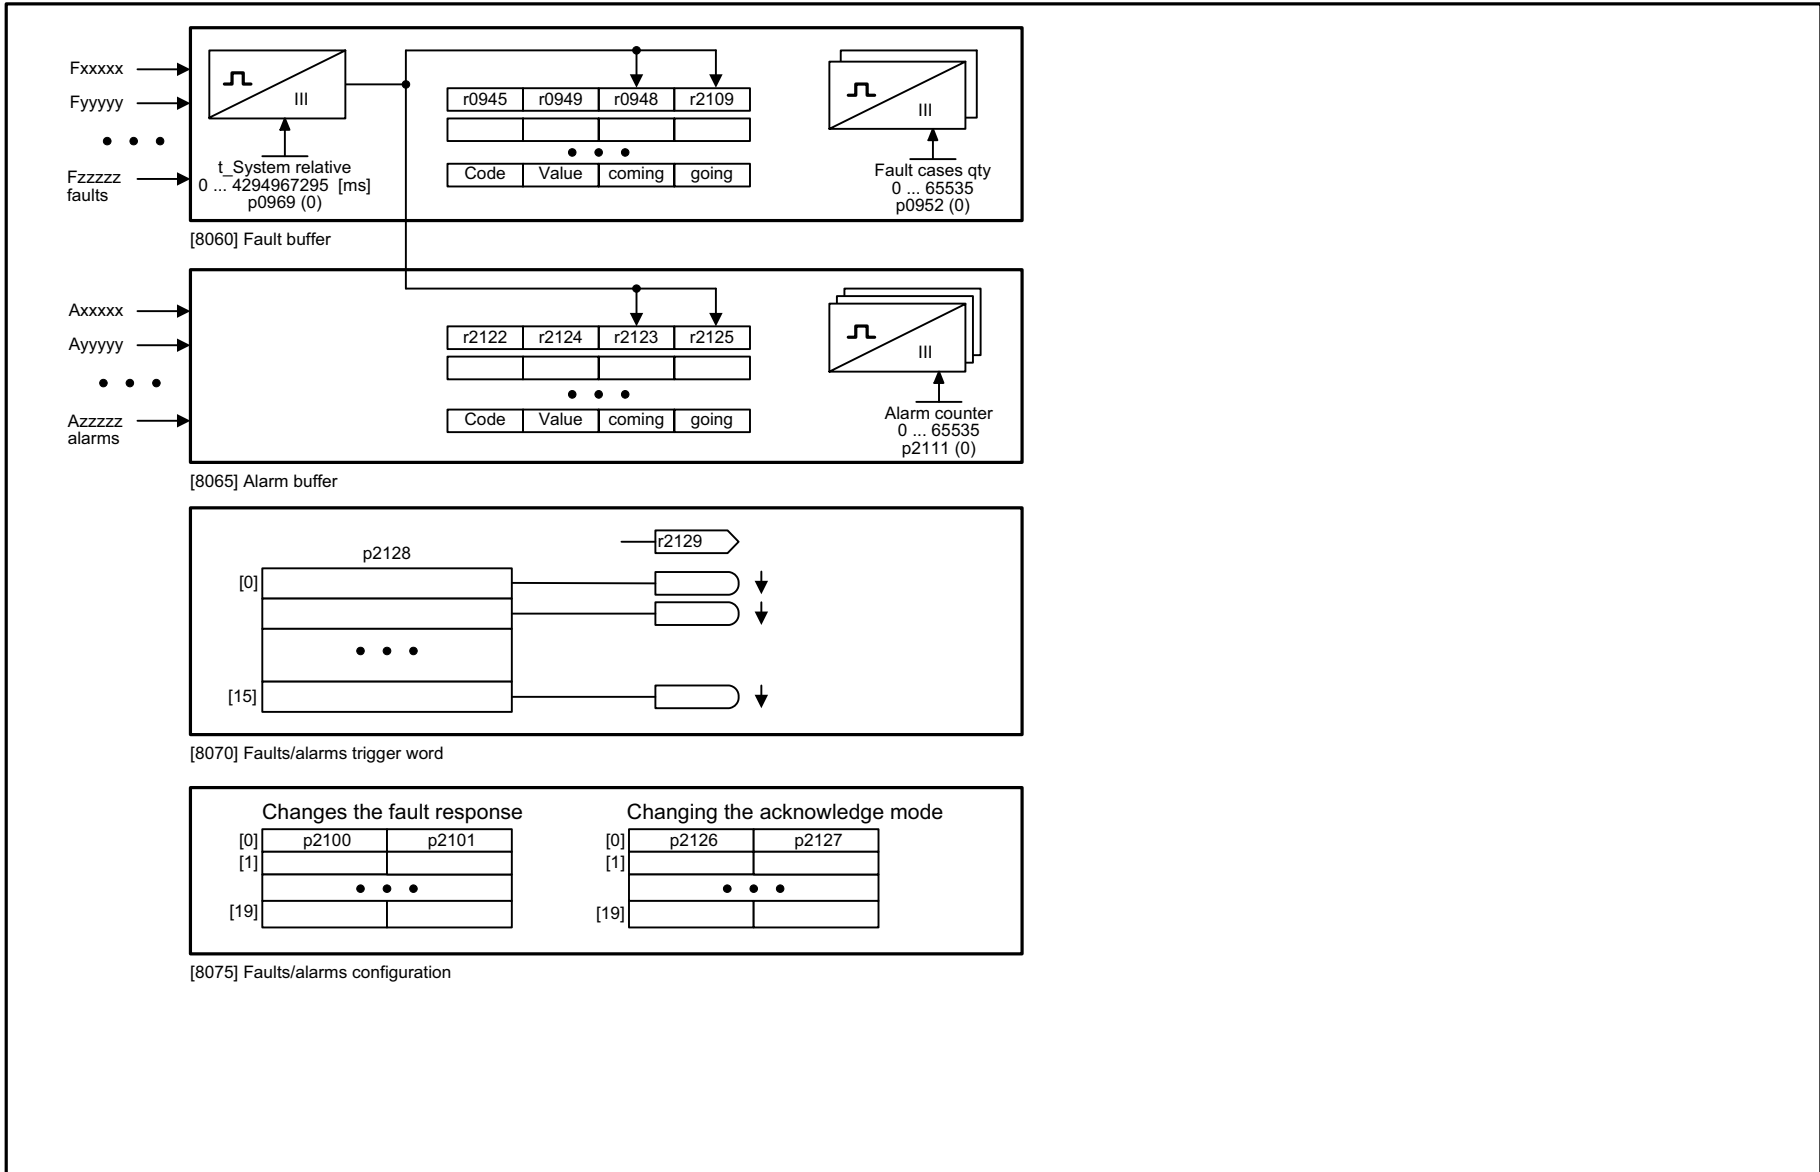 Fxxxxx
Fyyyyy
Fzzzzz
faults
III
t_System relative
0 ... 4294967295 [ms]
p0969 (0)
r0945 r0949 r0948 r2109
Code Value coming going
III
Fault cases qty
0 ... 65535
p0952 (0)
[8060] Fault buffer
Axxxxx
Ayyyyy
Azzzzz
alarms
r2122 r2124 r2123 r2125
Code Value coming going
III
Alarm counter
0 ... 65535
p2111 (0)
[8065] Alarm buffer
p2128
r2129
[0]
[15]
[8070] Faults/alarms trigger word
Changes the fault response
[0] p2100 p2101
[1]
[19]
Changing the acknowledge mode
[0] p2126 p2127
[1]
[19]
[8075] Faults/alarms configuration